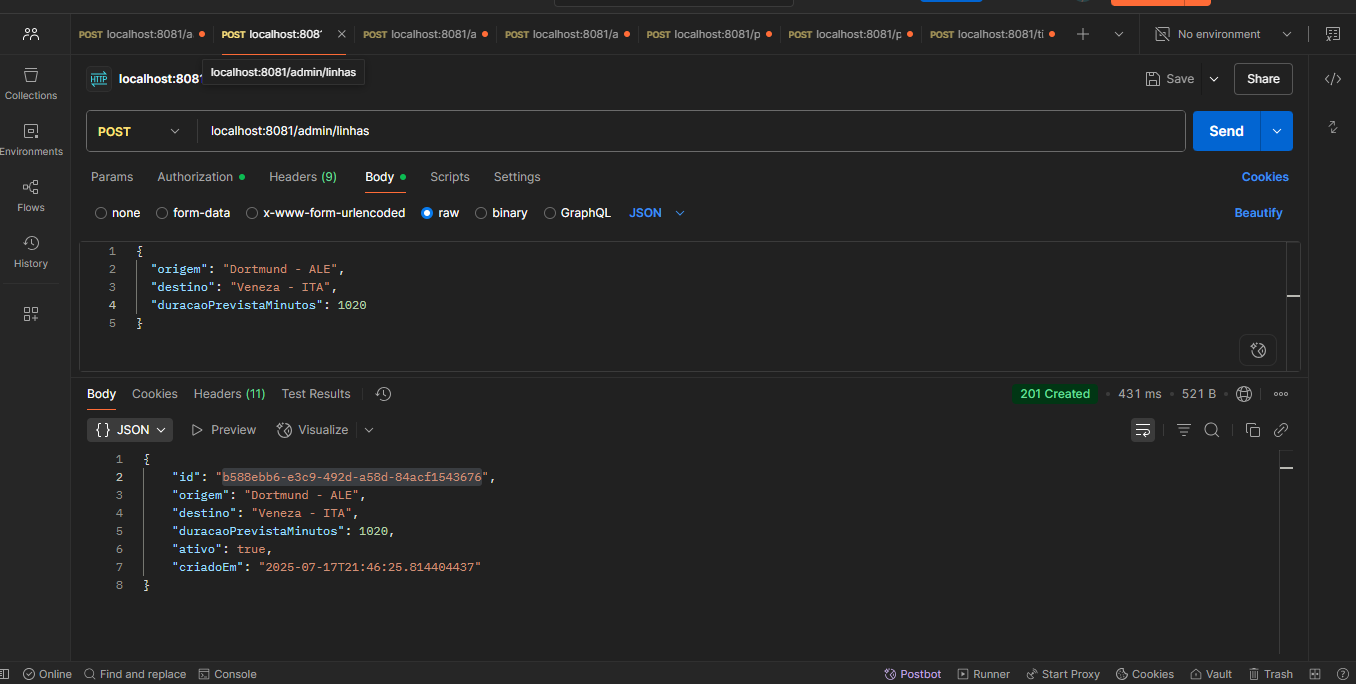 POST localhost:8081/a
POST localhost:808
POST localhost:8081/a
POST localhost:8081/a
POST localhost:8081/p
POST localhost:8081/p
POST localhost:8081/ti
No environment
Collections
Environments
Flows
History
HTTP localhost:8081
localhost:8081/admin/linhas
Save
Share
POST localhost:8081/admin/linhas
Send
Params Authorization Headers (9) Body Scripts Settings
Cookies
none form-data x-www-form-urlencoded raw binary GraphQL JSON
Beautify
1 {
2 "origem": "Dortmund - ALE",
3 "destino": "Veneza - ITA",
4 "duracaoPrevistaMinutos": 1020
5 }
Body Cookies Headers (11) Test Results
201 Created • 431 ms • 521 B
{} JSON Preview Visualize
1 {
2 "id": "b588ebb6-e3c9-492d-a58d-84acf1543676",
3 "origem": "Dortmund - ALE",
4 "destino": "Veneza - ITA",
5 "duracaoPrevistaMinutos": 1020,
6 "ativo": true,
7 "criadoEm": "2025-07-17T21:46:25.814404437"
8 }
Online Find and replace Console
Postbot Runner Start Proxy Cookies Vault Trash